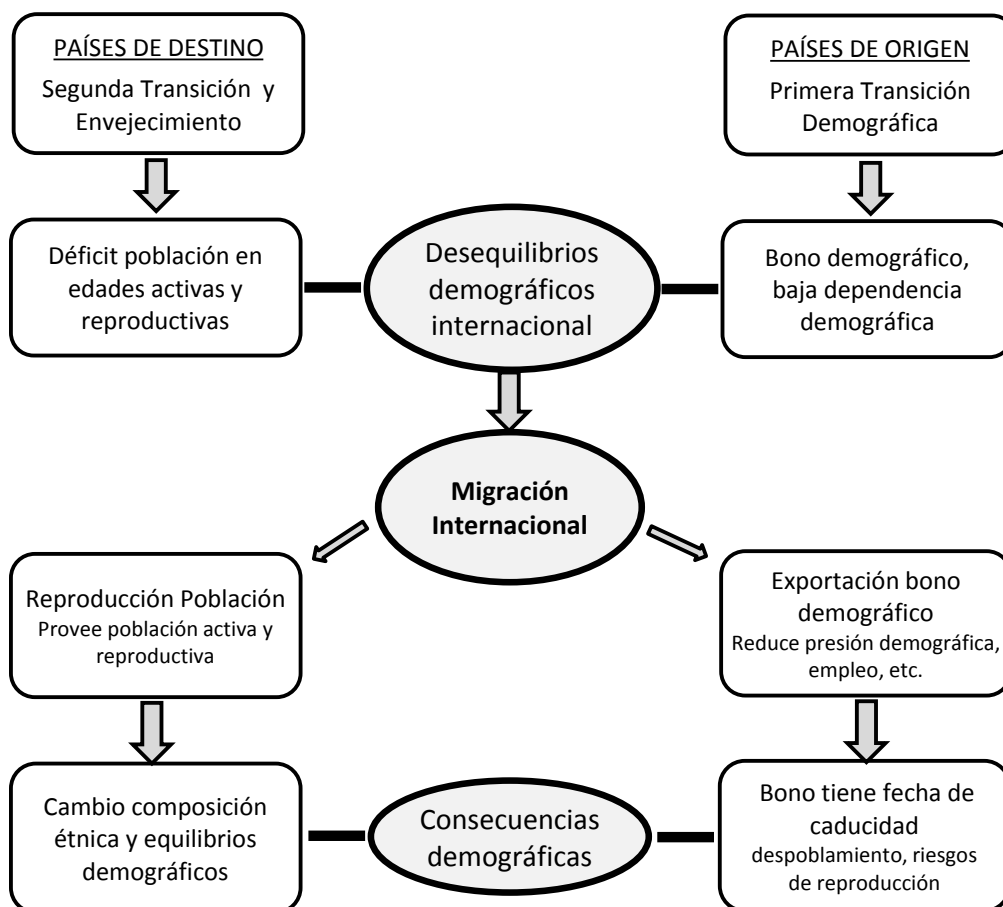 PAÍSES DE DESTINO
Segunda Transición y
Envejecimiento
PAÍSES DE ORIGEN
Primera Transición
Demográfica
Déficit población en
edades activas y
reproductivas
Desequilibrios
demográficos
internacional
Bono demográfico,
baja dependencia
demográfica
Migración
Internacional
Reproducción Población
Provee población activa y
reproductiva
Exportación bono
demográfico
Reduce presión demográfica,
empleo, etc.
Cambio composición
étnica y equilibrios
demográficos
Consecuencias
demográficas
Bono tiene fecha de
caducidad
despoblamiento, riesgos
de reproducción